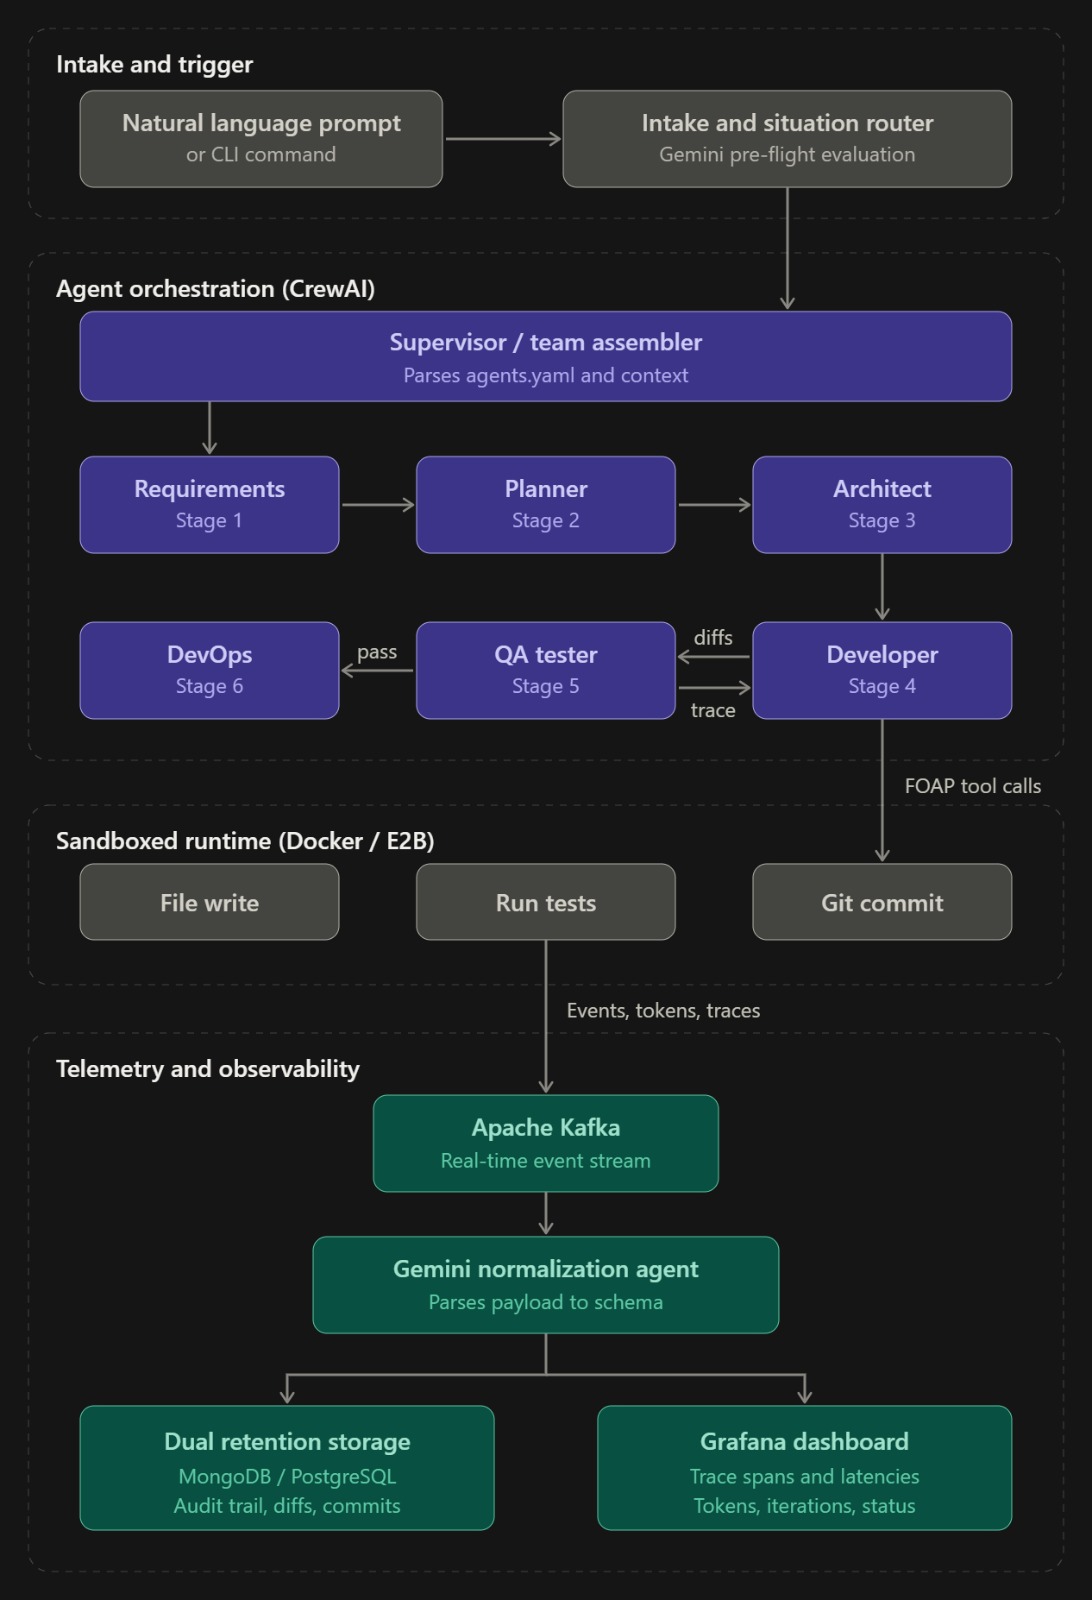 Intake and trigger
Natural language prompt
or CLI command
Intake and situation router
Gemini pre-flight evaluation
Agent orchestration (CrewAI)
Supervisor / team assembler
Parses agents.yaml and context
Requirements
Stage 1
Planner
Stage 2
Architect
Stage 3
DevOps
Stage 6
pass
QA tester
Stage 5
diffs
trace
Developer
Stage 4
FOAP tool calls
Sandboxed runtime (Docker / E2B)
File write
Run tests
Git commit
Events, tokens, traces
Telemetry and observability
Apache Kafka
Real-time event stream
Gemini normalization agent
Parses payload to schema
Dual retention storage
MongoDB / PostgreSQL
Audit trail, diffs, commits
Grafana dashboard
Trace spans and latencies
Tokens, iterations, status